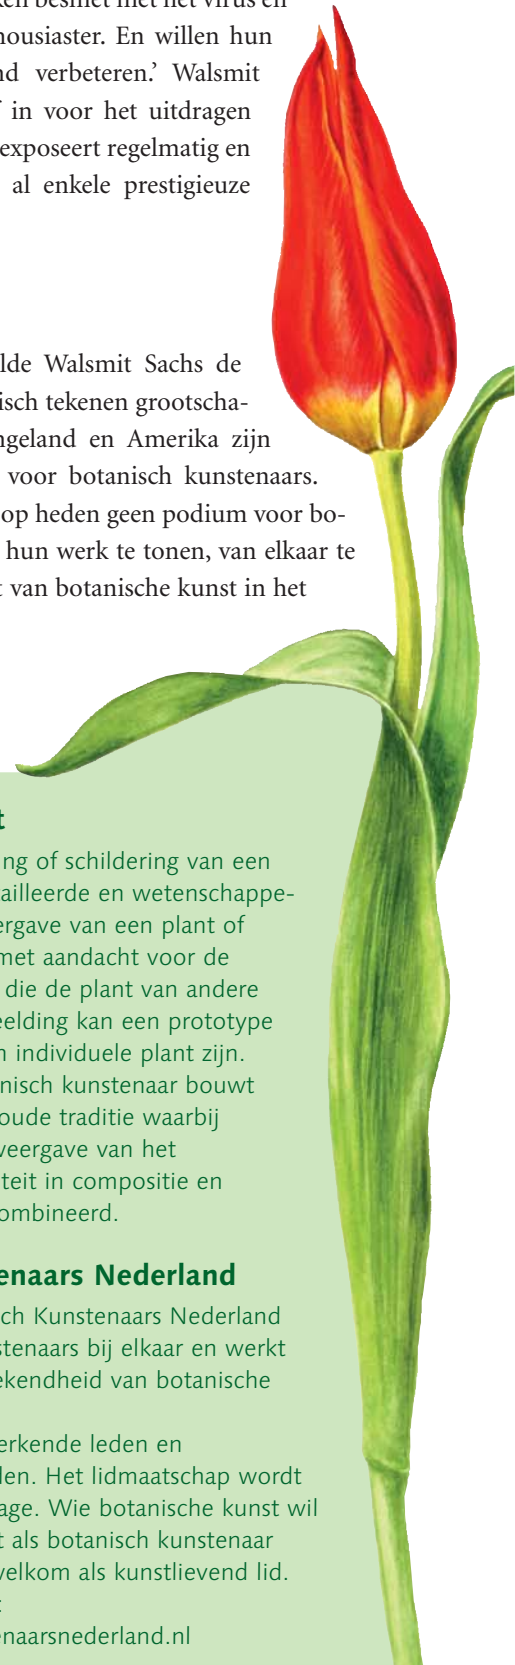 besmet met het virus en
housiaster. En willen hun
verbeteren.’ Walsmit
in voor het uitdragen
exposeert regelmatig en
al enkele prestigieuze
Walsmit Sachs de
isch tekenen grootscha-
ngeland en Amerika zijn
voor botanisch kunstenaars.
op heden geen podium voor bo-
hun werk te tonen, van elkaar te
van botanische kunst in het
t
ing of schildering van een
ailleerde en wetenschappe-
ergave van een plant of
met aandacht voor de
die de plant van andere
eelding kan een prototype
n individuele plant zijn.
nisch kunstenaar bouwt
oude traditie waarbij
veergave van het
teit in compositie en
ombineerd.
enaars Nederland
ch Kunstenaars Nederland
stenaars bij elkaar en werkt
ekendheid van botanische
erkende leden en
den. Het lidmaatschap wordt
age. Wie botanische kunst wil
t als botanisch kunstenaar
welkom als kunstlievend lid.
:
enaarsnederland.nl